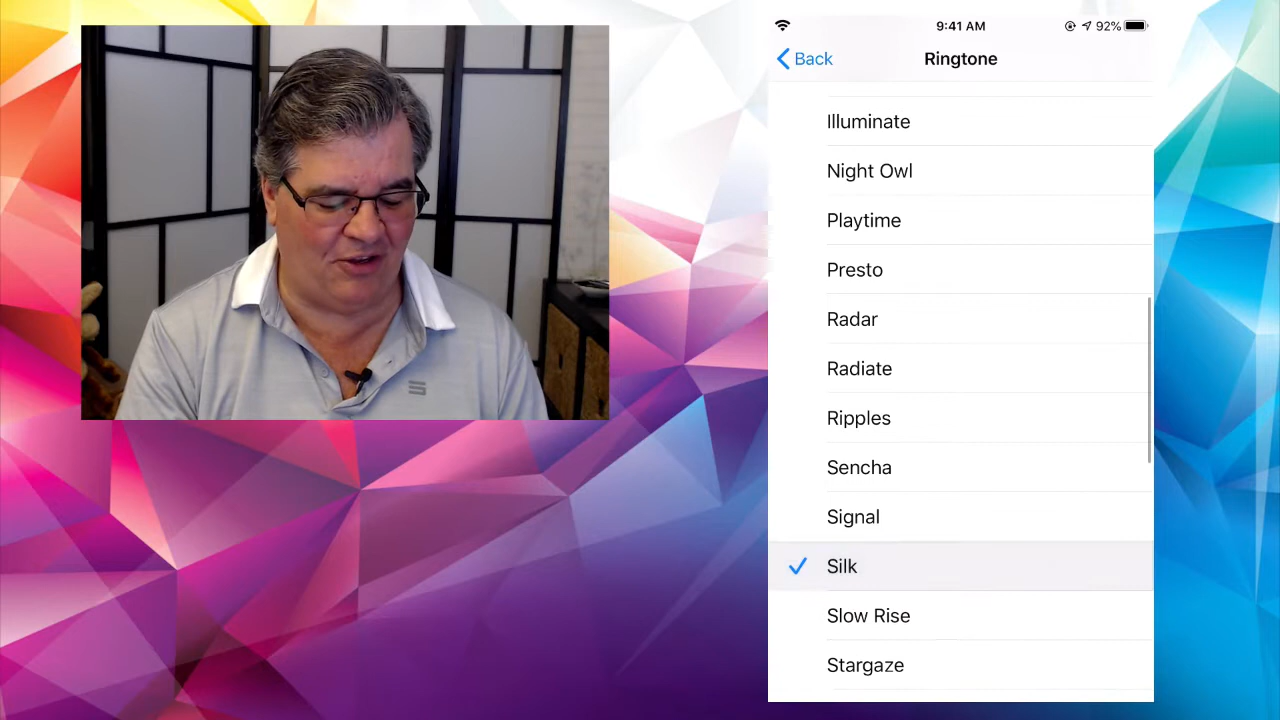 9:41 AM
92%
Back
Ringtone
Illuminate
Night Owl
Playtime
Presto
Radar
Radiate
Ripples
Sencha
Signal
Silk
Slow Rise
Stargaze